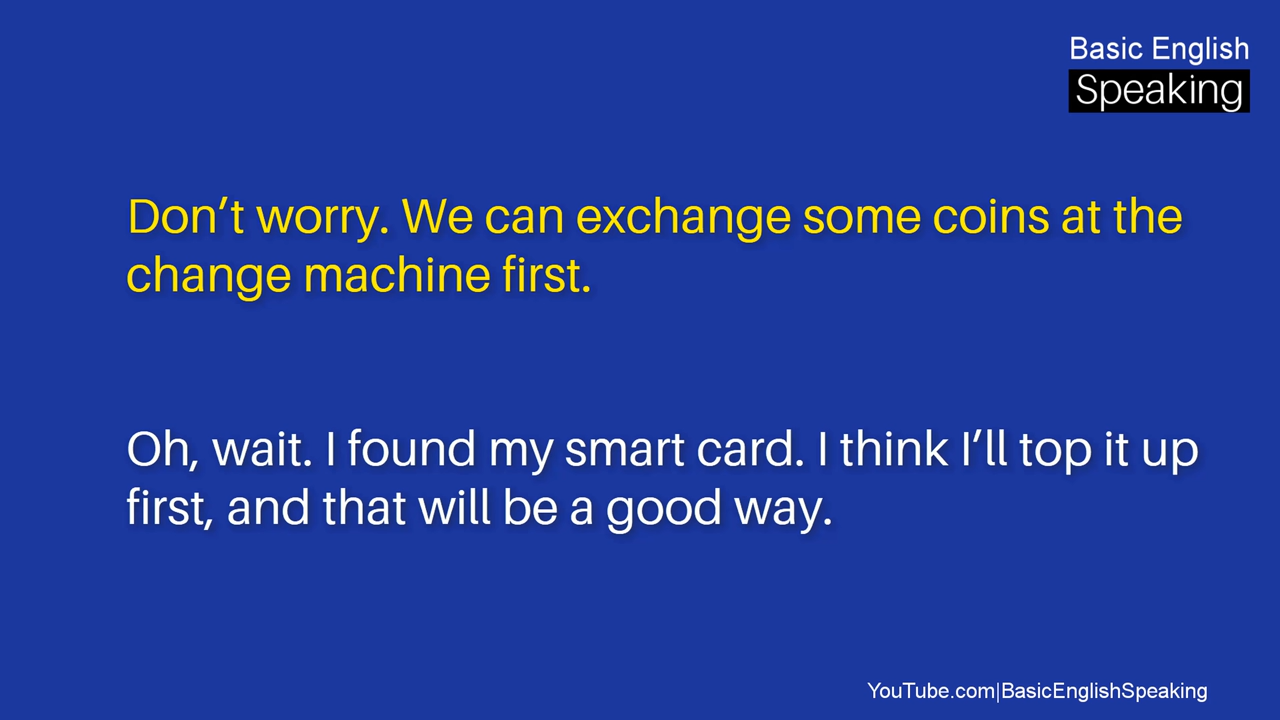 Basic English
Speaking
Don’t worry. We can exchange some coins at the
change machine first.
Oh, wait. I found my smart card. I think I’ll top it up
first, and that will be a good way.
YouTube.com|BasicEnglishSpeaking